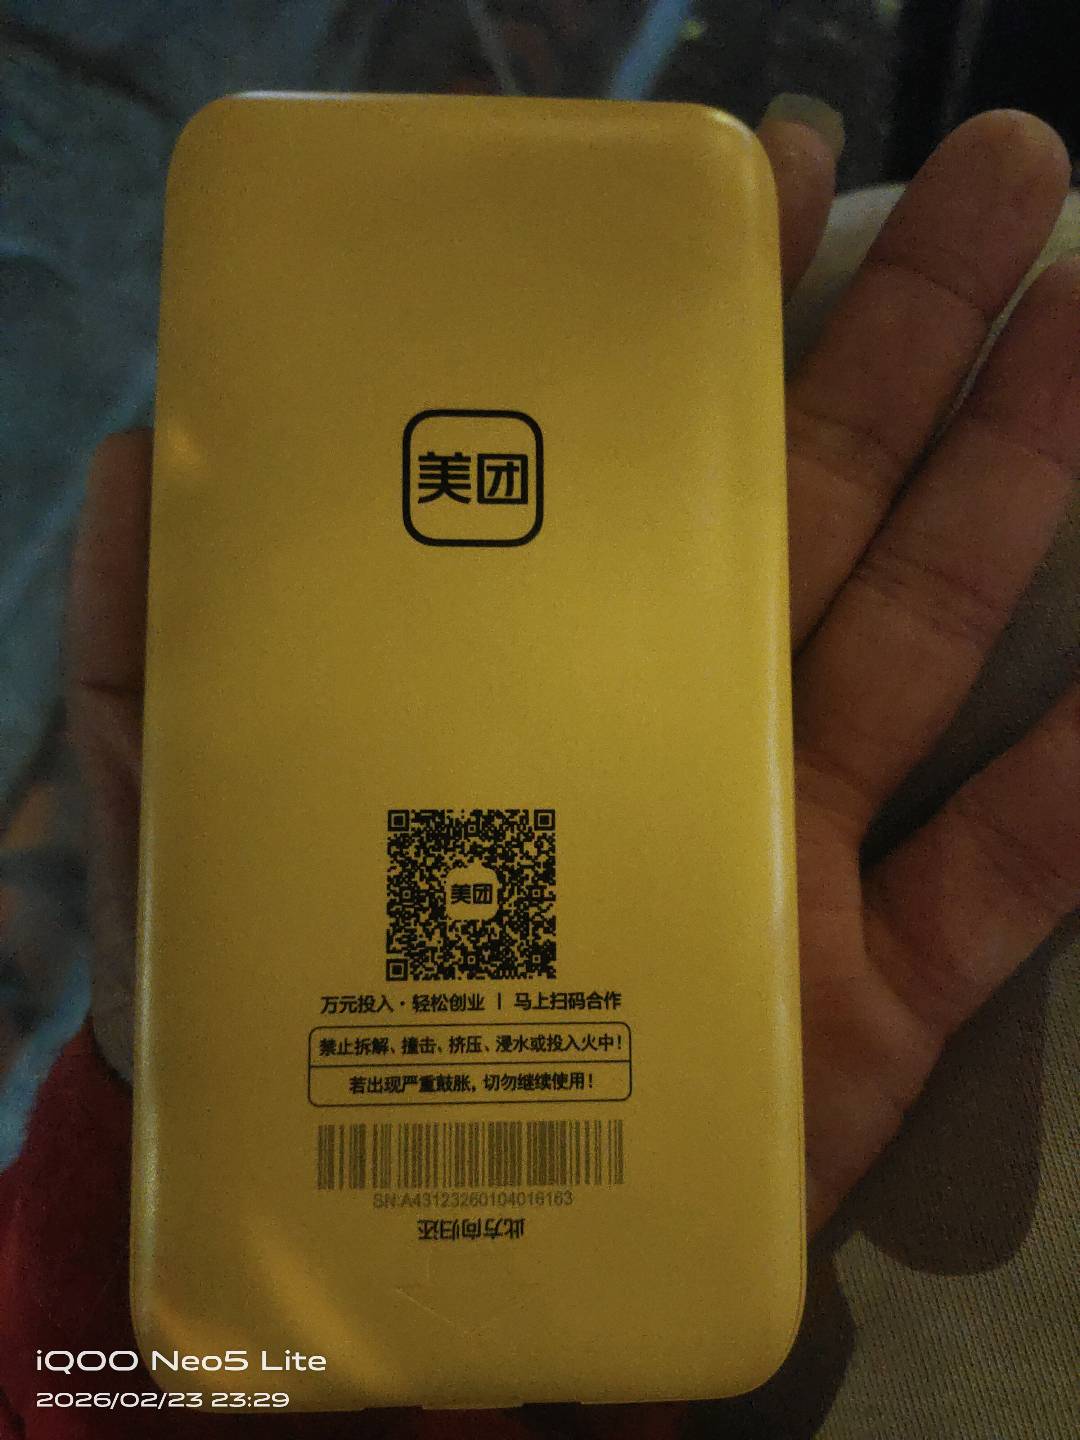 美团
美团
万元投入·轻松创业 | 马上扫码合作
禁止拆解、撞击、挤压、浸水或投入火中!
若出现严重鼓胀,切勿继续使用!
SN:A43123260104016163
此方向归还
iQOO Neo5 Lite
2026/02/23 23:29